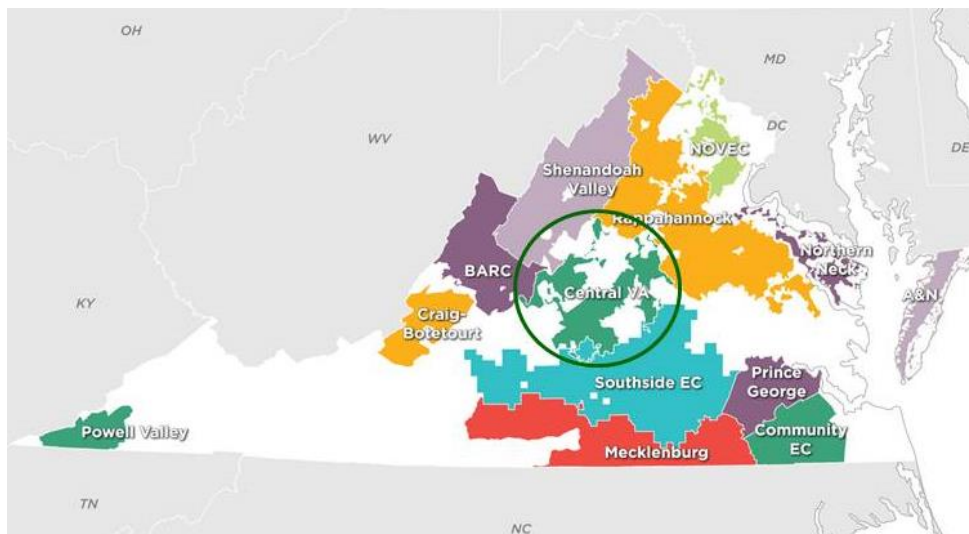 OH
MD
WV
DC
NOVEC
DE
Shenandoah
Valley
Rappahannock
Northern
Neck
BARC
Central VA
A&N
KY
Craig-
Botetourt
Prince
George
Southside EC
Powell Valley
Community
EC
Mecklenburg
TN
NC